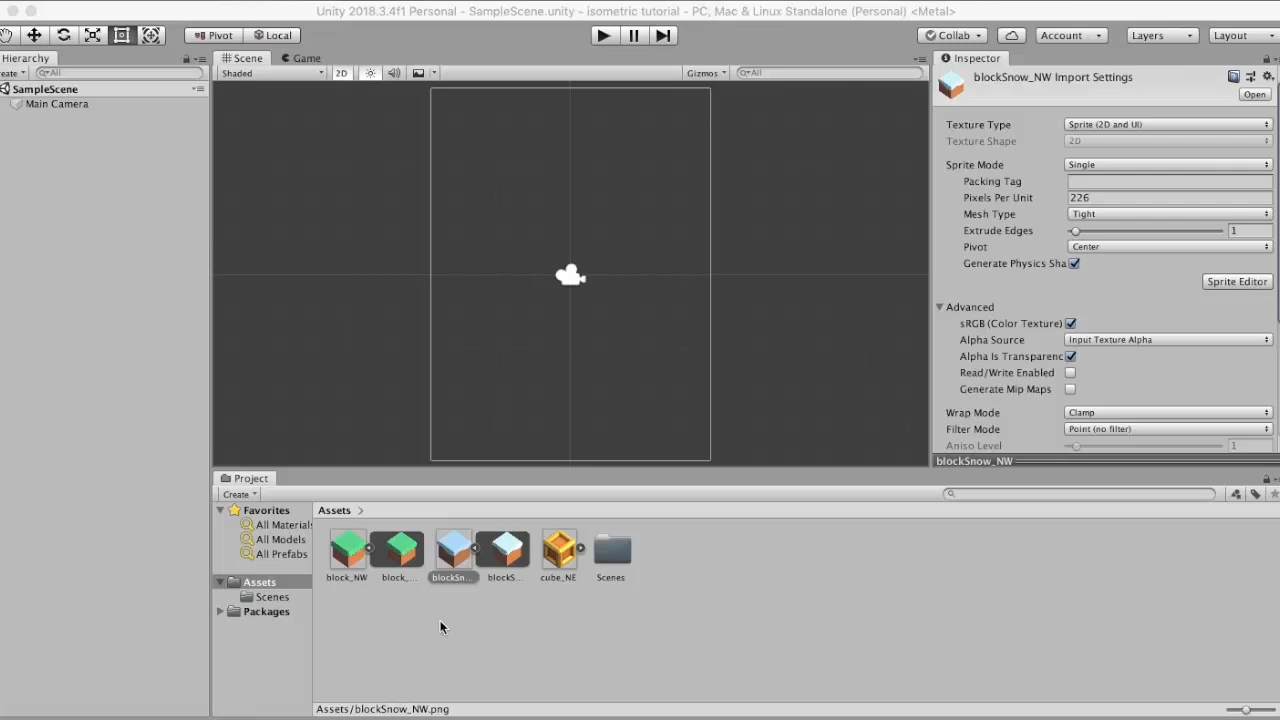 Unity 2018.3.4f1 Personal - SampleScene.unity - isometric tutorial - PC, Mac & Linux Standalone (Personal) <Metal>
Pivot Local Collab Account Layers Layout
Hierarchy
Scene Game
Inspector
All
Shaded 2D Gizmos All
SampleScene
Main Camera
blockSnow_NW Import Settings
Open
Texture Type Sprite (2D and UI)
Texture Shape 2D
Sprite Mode Single
Packing Tag
Pixels Per Unit 226
Mesh Type Tight
Extrude Edges 1
Pivot Center
Generate Physics Sha
Sprite Editor
Advanced
sRGB (Color Texture)
Alpha Source Input Texture Alpha
Alpha Is Transparenc
Read/Write Enabled
Generate Mip Maps
Wrap Mode Clamp
Filter Mode Point (no filter)
Aniso Level 1
blockSnow_NW
Project
Create
Favorites
All Materials
All Models
All Prefabs
Assets
Scenes
Packages
Assets
block_NW block_... blockSn... blockS... cube_NE Scenes
Assets/blockSnow_NW.png